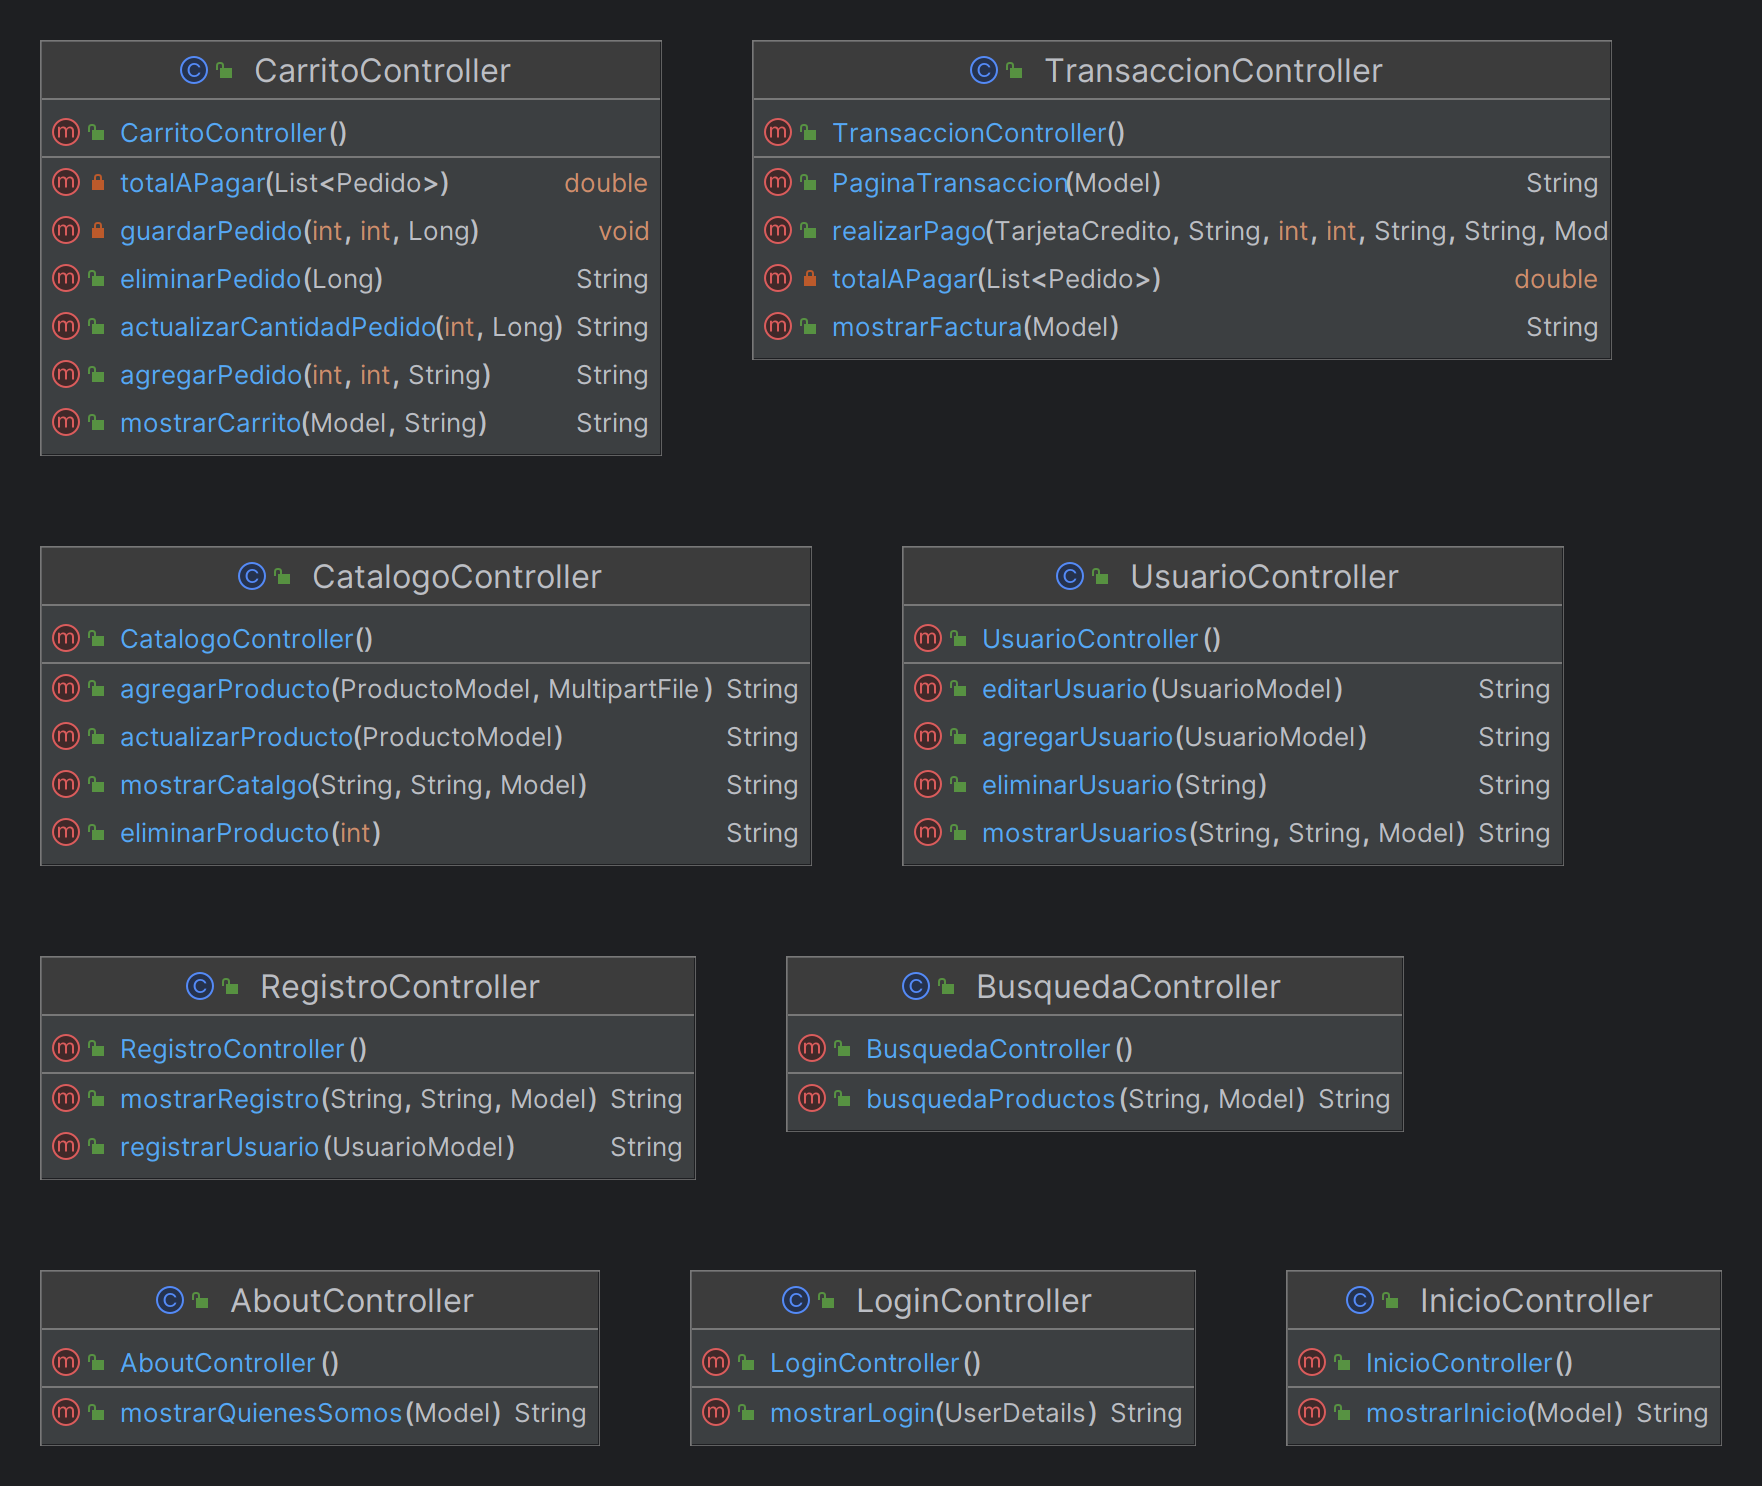 CarritoController
CarritoController()
totalAPagar(List<Pedido>) double
guardarPedido(int, int, Long) void
eliminarPedido(Long) String
actualizarCantidadPedido(int, Long) String
agregarPedido(int, int, String) String
mostrarCarrito(Model, String) String
TransaccionController
TransaccionController()
PaginaTransaccion(Model) String
realizarPago(TarjetaCredito, String, int, int, String, String, Mod
totalAPagar(List<Pedido>) double
mostrarFactura(Model) String
CatalogoController
CatalogoController()
agregarProducto(ProductoModel, MultipartFile) String
actualizarProducto(ProductoModel) String
mostrarCatalgo(String, String, Model) String
eliminarProducto(int) String
UsuarioController
UsuarioController()
editarUsuario(UsuarioModel) String
agregarUsuario(UsuarioModel) String
eliminarUsuario(String) String
mostrarUsuarios(String, String, Model) String
RegistroController
RegistroController()
mostrarRegistro(String, String, Model) String
registrarUsuario(UsuarioModel) String
BusquedaController
BusquedaController()
busquedaProductos(String, Model) String
AboutController
AboutController()
mostrarQuienesSomos(Model) String
LoginController
LoginController()
mostrarLogin(UserDetails) String
InicioController
InicioController()
mostrarInicio(Model) String